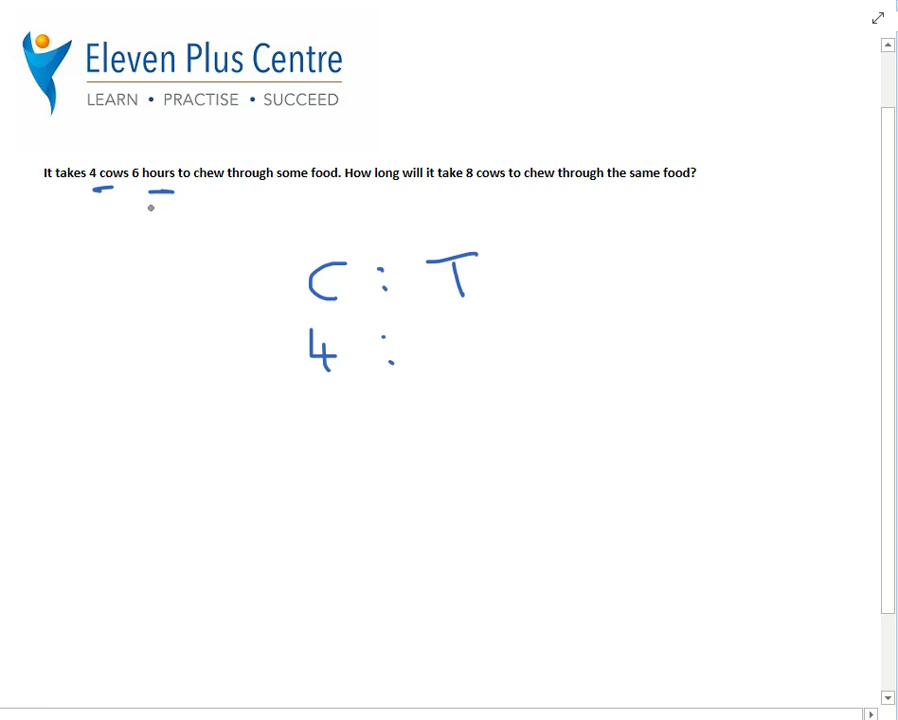 Eleven Plus Centre
LEARN • PRACTISE • SUCCEED
It takes 4 cows 6 hours to chew through some food. How long will it take 8 cows to chew through the same food?
C : T
4 :